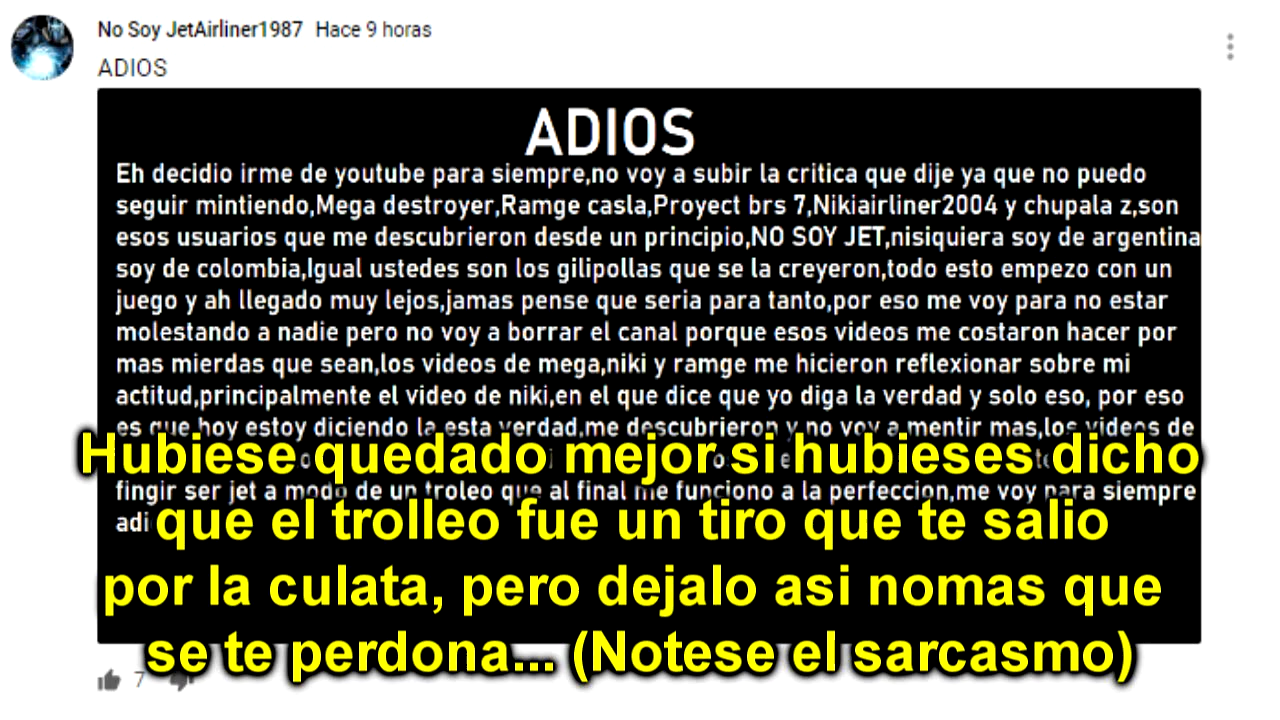 No Soy JetAirliner1987 Hace 9 horas
ADIOS
ADIOS
Eh decidio irme de youtube para siempre,no voy a subir la critica que dije ya que no puedo
seguir mintiendo,Mega destroyer,Ramge casla,Proyect brs 7,Nikiairliner2004 y chupala z,son
esos usuarios que me descubrieron desde un principio,NO SOY JET,nisiquiera soy de argentina
soy de colombia,Igual ustedes son los gilipollas que se la creyeron,todo esto empezo con un
juego y ah llegado muy lejos,jamas pense que seria para tanto,por eso me voy para no estar
molestando a nadie pero no voy a borrar el canal porque esos videos me costaron hacer por
mas mierdas que sean,los videos de mega,niki y ramge me hicieron reflexionar sobre mi
actitud,principalmente el video de niki,en el que dice que yo diga la verdad y solo eso, por eso
es que hoy estoy diciendo la esta verdad,me descubrieron y no voy a mentir mas,los videos de
fingir ser jet a modo de un troleo que al final me funciono a la perfeccion,me voy para siempre
Hubiese quedado mejor si hubieses dicho
que el trolleo fue un tiro que te salio
por la culata, pero dejalo asi nomas que
se te perdona... (Notese el sarcasmo)
7